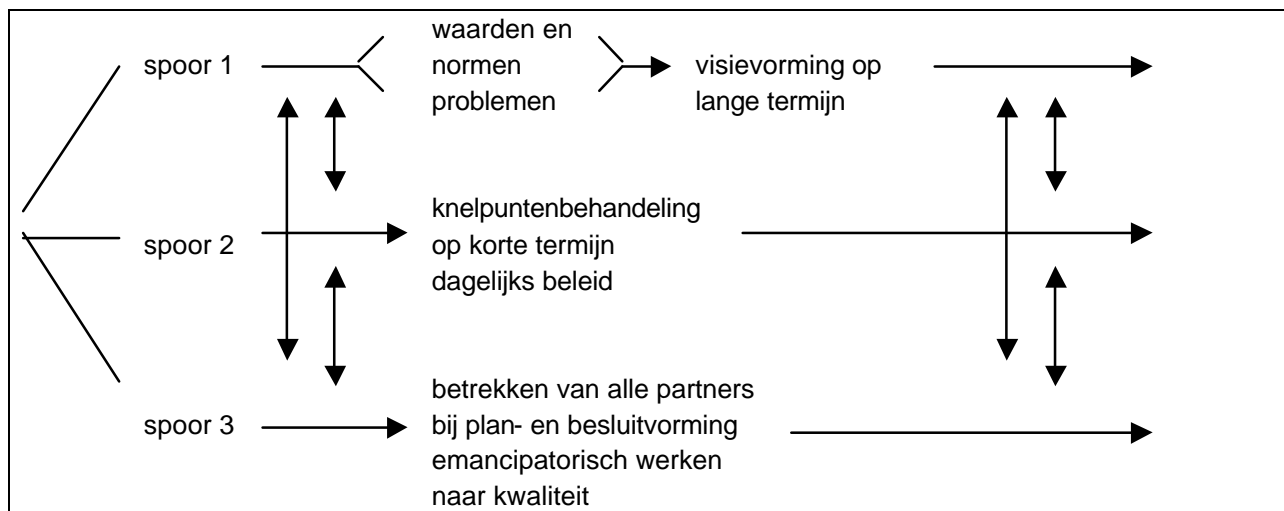 spoor 1
waarden en
normen
problemen
visievorming op
lange termijn
spoor 2
knelpuntenbehandeling
op korte termijn
dagelijks beleid
spoor 3
betrekken van alle partners
bij plan- en besluitvorming
emancipatorisch werken
naar kwaliteit